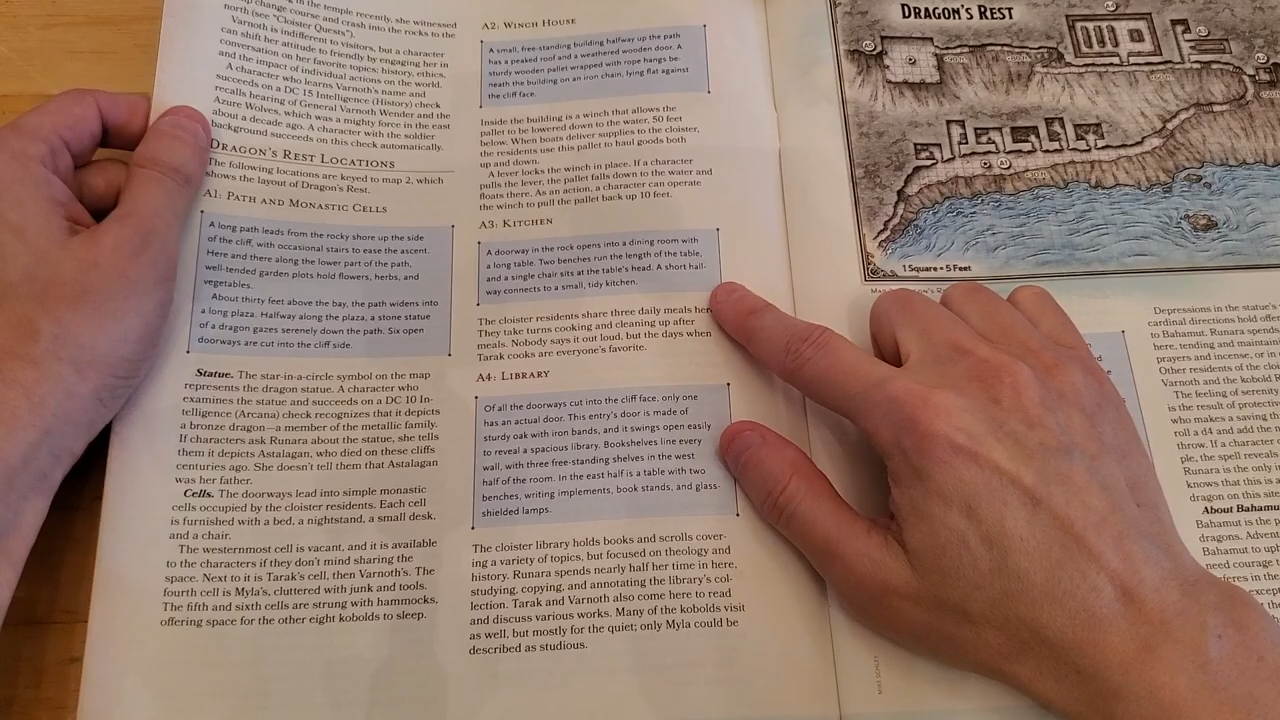 in the temple recently, she witnessed
change course and crash into the rocks to the
north (see "Cloister Quests").
Varnoth is indifferent to visitors, but a character
can shift her attitude to friendly by engaging her in
conversation on her favorite topics: history, ethics,
and the impact of individual actions on the world.
A character who learns Varnoth's name and
succeeds on a DC 15 Intelligence (History) check
recalls hearing of General Varnoth Wender and the
Azure Wolves, which was a mighty force in the east
about a decade ago. A character with the soldier
background succeeds on this check automatically.
Dragon's Rest Locations
The following locations are keyed to map 2, which
shows the layout of Dragon's Rest.
A1: Path and Monastic Cells
A long path leads from the rocky shore up the side
of the cliff, with occasional stairs to ease the ascent.
Here and there along the lower part of the path,
well-tended garden plots hold flowers, herbs, and
vegetables.
About thirty feet above the bay, the path widens into
a long plaza. Halfway along the plaza, a stone statue
of a dragon gazes serenely down the path. Six open
doorways are cut into the cliff side.
Statue. The star-in-a-circle symbol on the map
represents the dragon statue. A character who
examines the statue and succeeds on a DC 10 In-
telligence (Arcana) check recognizes that it depicts
a bronze dragon—a member of the metallic family.
If characters ask Runara about the statue, she tells
them it depicts Astalagan, who died on these cliffs
centuries ago. She doesn't tell them that Astalagan
was her father.
Cells. The doorways lead into simple monastic
cells occupied by the cloister residents. Each cell
is furnished with a bed, a nightstand, a small desk,
and a chair.
The westernmost cell is vacant, and it is available
to the characters if they don't mind sharing the
space. Next to it is Tarak's cell, then Varnoth's. The
fourth cell is Myla's, cluttered with junk and tools.
The fifth and sixth cells are strung with hammocks,
offering space for the other eight kobolds to sleep.
A2: Winch House
A small, free-standing building halfway up the path
has a peaked roof and a weathered wooden door. A
sturdy wooden pallet wrapped with rope hangs be-
neath the building on an iron chain, lying flat against
the cliff face.
Inside the building is a winch that allows the
pallet to be lowered down to the water, 50 feet
below. When boats deliver supplies to the cloister,
the residents use this pallet to haul goods both
up and down.
A lever locks the winch in place. If a character
pulls the lever, the pallet falls down to the water and
floats there. As an action, a character can operate
the winch to pull the pallet back up 10 feet.
A3: Kitchen
A doorway in the rock opens into a dining room with
a long table. Two benches run the length of the table,
and a single chair sits at the table's head. A short hall-
way connects to a small, tidy kitchen.
The cloister residents share three daily meals here.
They take turns cooking and cleaning up after
meals. Nobody says it out loud, but the days when
Tarak cooks are everyone's favorite.
A4: Library
Of all the doorways cut into the cliff face, only one
has an actual door. This entry's door is made of
sturdy oak with iron bands, and it swings open easily
to reveal a spacious library. Bookshelves line every
wall, with three free-standing shelves in the west
half of the room. In the east half is a table with two
benches, writing implements, book stands, and glass-
shielded lamps.
The cloister library holds books and scrolls cover-
ing a variety of topics, but focused on theology and
history. Runara spends nearly half her time in here,
studying, copying, and annotating the library's col-
lection. Tarak and Varnoth also come here to read
and discuss various works. Many of the kobolds visit
as well, but mostly for the quiet; only Myla could be
described as studious.
Dragon's Rest
A5
A4
A3
A2
A1
1 Square = 5 Feet
Depressions in the statue's
cardinal directions hold offer
to Bahamut. Runara spends
here, tending and maintain
prayers and incense, or in
Other residents of the cloi
Varnoth and the kobold R
The feeling of serenity
is the result of protective
who makes a saving th
roll a d4 and add the n
throw. If a character
ple, the spell reveals
Runara is the only
knows that this is a
dragon on this site
About Bahamu
Bahamut is the
dragons. Advent
Bahamut to up
need courage
feres in the
excep
MIKE SCHLEY